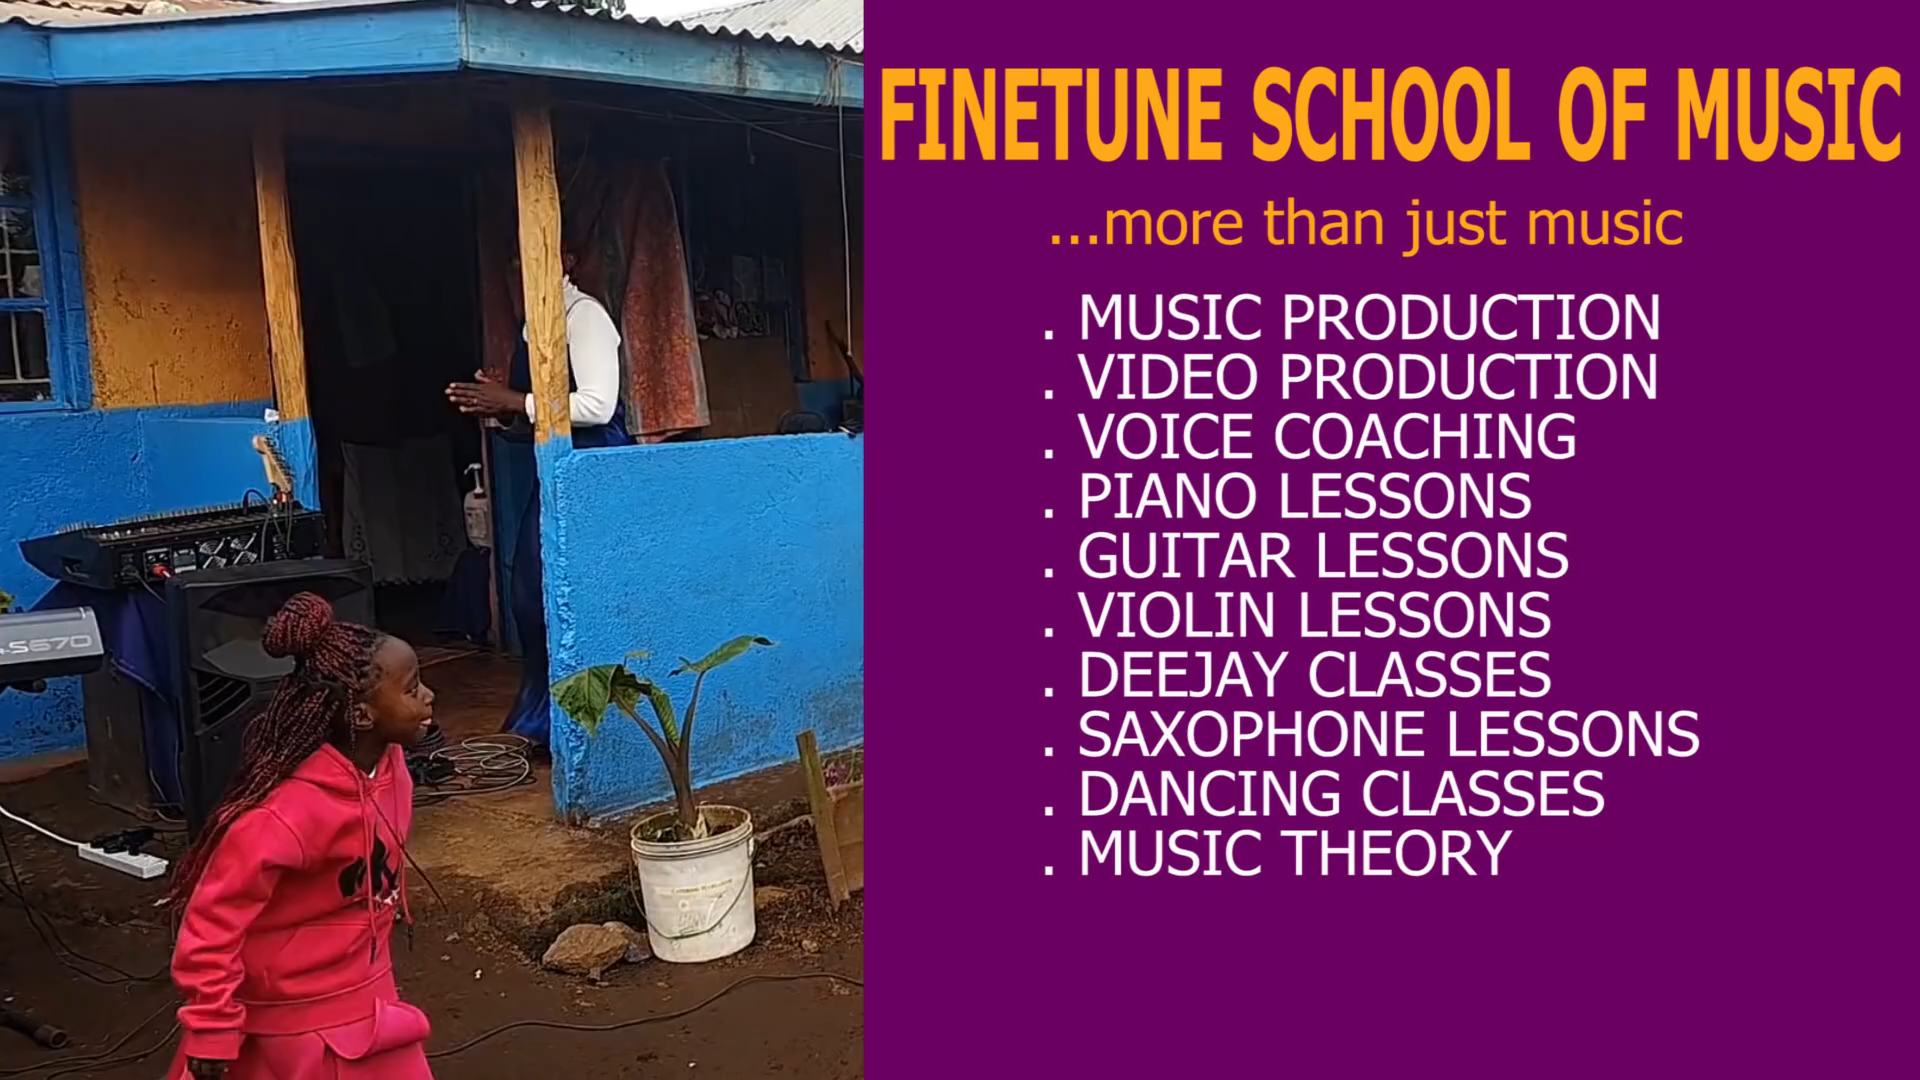 FINETUNE SCHOOL OF MUSIC
...more than just music
. MUSIC PRODUCTION
. VIDEO PRODUCTION
. VOICE COACHING
. PIANO LESSONS
. GUITAR LESSONS
. VIOLIN LESSONS
. DEEJAY CLASSES
. SAXOPHONE LESSONS
. DANCING CLASSES
. MUSIC THEORY
-S670